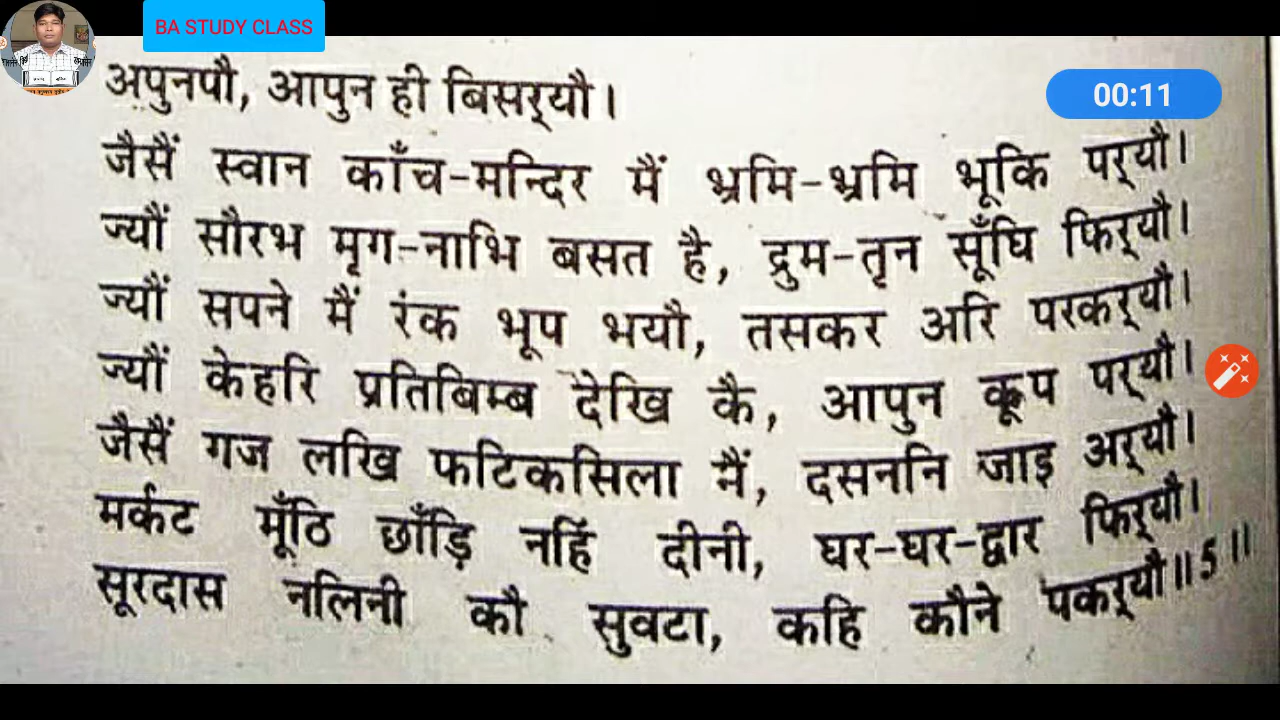 BA STUDY CLASS
00:11
अपुनपौ, आपुन ही बिसर्‌यौ।
जैसैं स्वान काँच-मन्दिर मैं भ्रमि-भ्रमि भूकि पर्‌यौ।
ज्यौं सौरभ मृग-नाभि बसत है, द्रुम-तृन सूँघि फिर्‌यौ।
ज्यौं सपने मैं रंक भूप भयौ, तसकर अरि परकर्‌यौ।
ज्यौं केहरि प्रतिबिम्ब देखि कै, आपुन कूप पर्‌यौ।
जैसैं गज लखि फटिकसिला मैं, दसननि जाइ अर्‌यौ।
मर्कट मूँठि छाँड़ि नहिं दीनी, घर-घर-द्वार फिर्‌यौ।
सूरदास नलिनी कौ सुवटा, कहि कौने पकर्‌यौ॥5॥